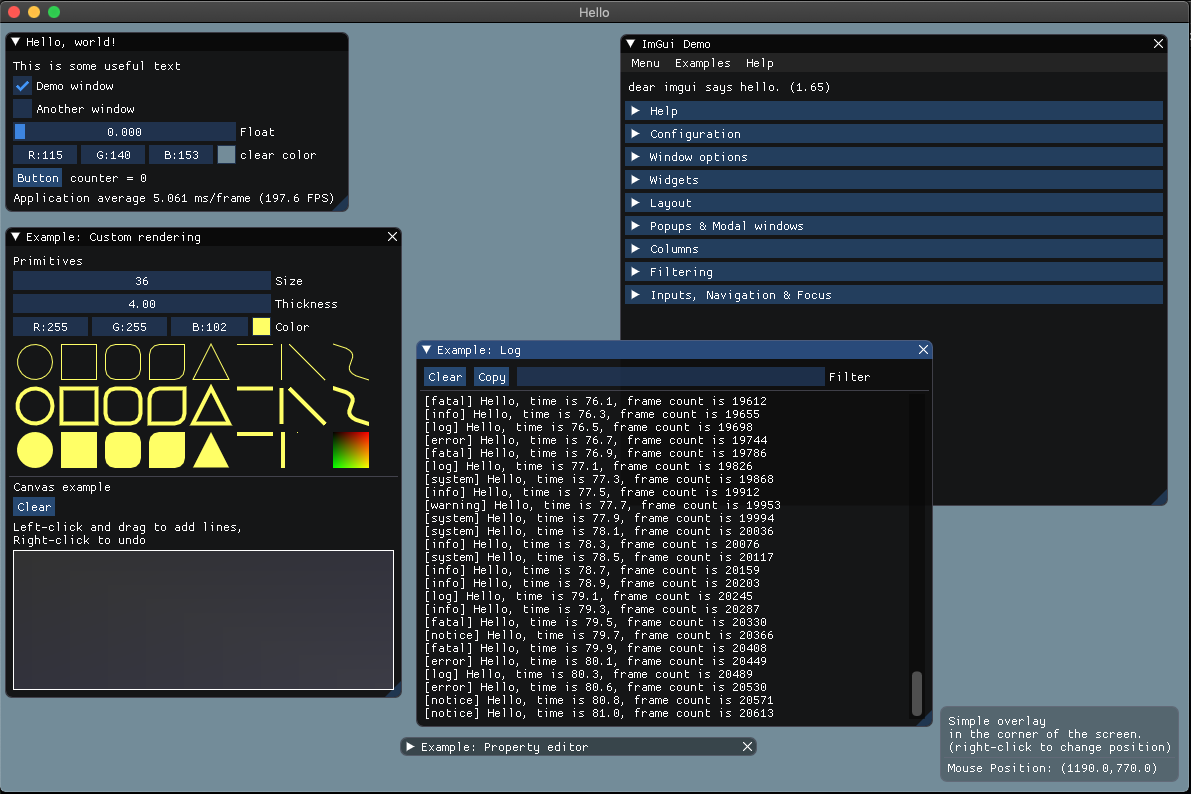 Hello
Hello, world!
This is some useful text
Demo window
Another window
0.000 Float
R:115 G:140 B:153 clear color
Button counter = 0
Application average 5.061 ms/frame (197.6 FPS)
Example: Custom rendering
Primitives
36 Size
4.00 Thickness
R:255 G:255 B:102 Color
Canvas example
Clear
Left-click and drag to add lines,
Right-click to undo
ImGui Demo
Menu Examples Help
dear imgui says hello. (1.65)
Help
Configuration
Window options
Widgets
Layout
Popups & Modal windows
Columns
Filtering
Inputs, Navigation & Focus
Example: Log
Clear Copy Filter
[fatal] Hello, time is 76.1, frame count is 19612
[info] Hello, time is 76.3, frame count is 19655
[log] Hello, time is 76.5, frame count is 19698
[error] Hello, time is 76.7, frame count is 19744
[fatal] Hello, time is 76.9, frame count is 19786
[log] Hello, time is 77.1, frame count is 19826
[system] Hello, time is 77.3, frame count is 19868
[info] Hello, time is 77.5, frame count is 19912
[warning] Hello, time is 77.7, frame count is 19953
[system] Hello, time is 77.9, frame count is 19994
[system] Hello, time is 78.1, frame count is 20036
[info] Hello, time is 78.3, frame count is 20076
[system] Hello, time is 78.5, frame count is 20117
[info] Hello, time is 78.7, frame count is 20159
[info] Hello, time is 78.9, frame count is 20203
[log] Hello, time is 79.1, frame count is 20245
[info] Hello, time is 79.3, frame count is 20287
[fatal] Hello, time is 79.5, frame count is 20330
[notice] Hello, time is 79.7, frame count is 20366
[fatal] Hello, time is 79.9, frame count is 20408
[error] Hello, time is 80.1, frame count is 20449
[log] Hello, time is 80.3, frame count is 20489
[error] Hello, time is 80.6, frame count is 20530
[notice] Hello, time is 80.8, frame count is 20571
[notice] Hello, time is 81.0, frame count is 20613
Example: Property editor
Simple overlay
in the corner of the screen.
(right-click to change position)
Mouse Position: (1190.0,770.0)